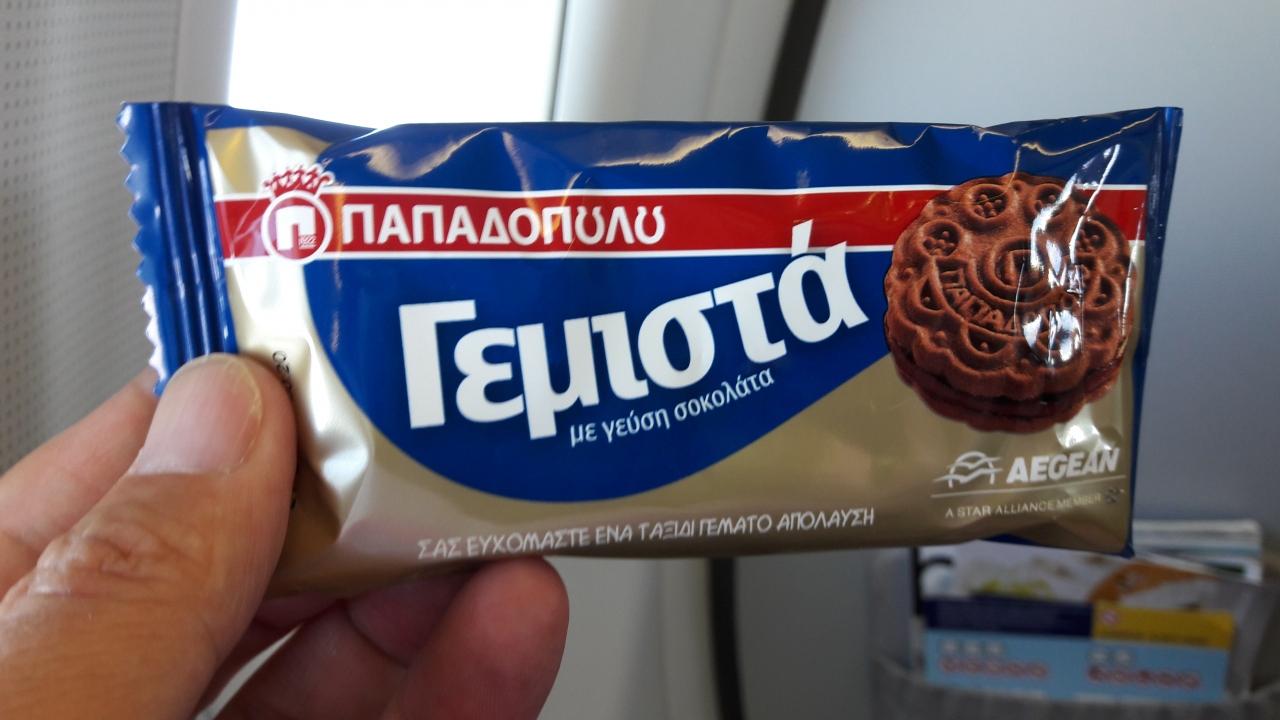 ΠΑΠΑΔΟΠΟΥΛΟΥ
Γεμιστά
με γεύση σοκολάτα
AEGEAN
A STAR ALLIANCE MEMBER
ΣΑΣ ΕΥΧΟΜΑΣΤΕ ΕΝΑ ΤΑΞΙΔΙ ΓΕΜΑΤΟ ΑΠΟΛΑΥΣΗ